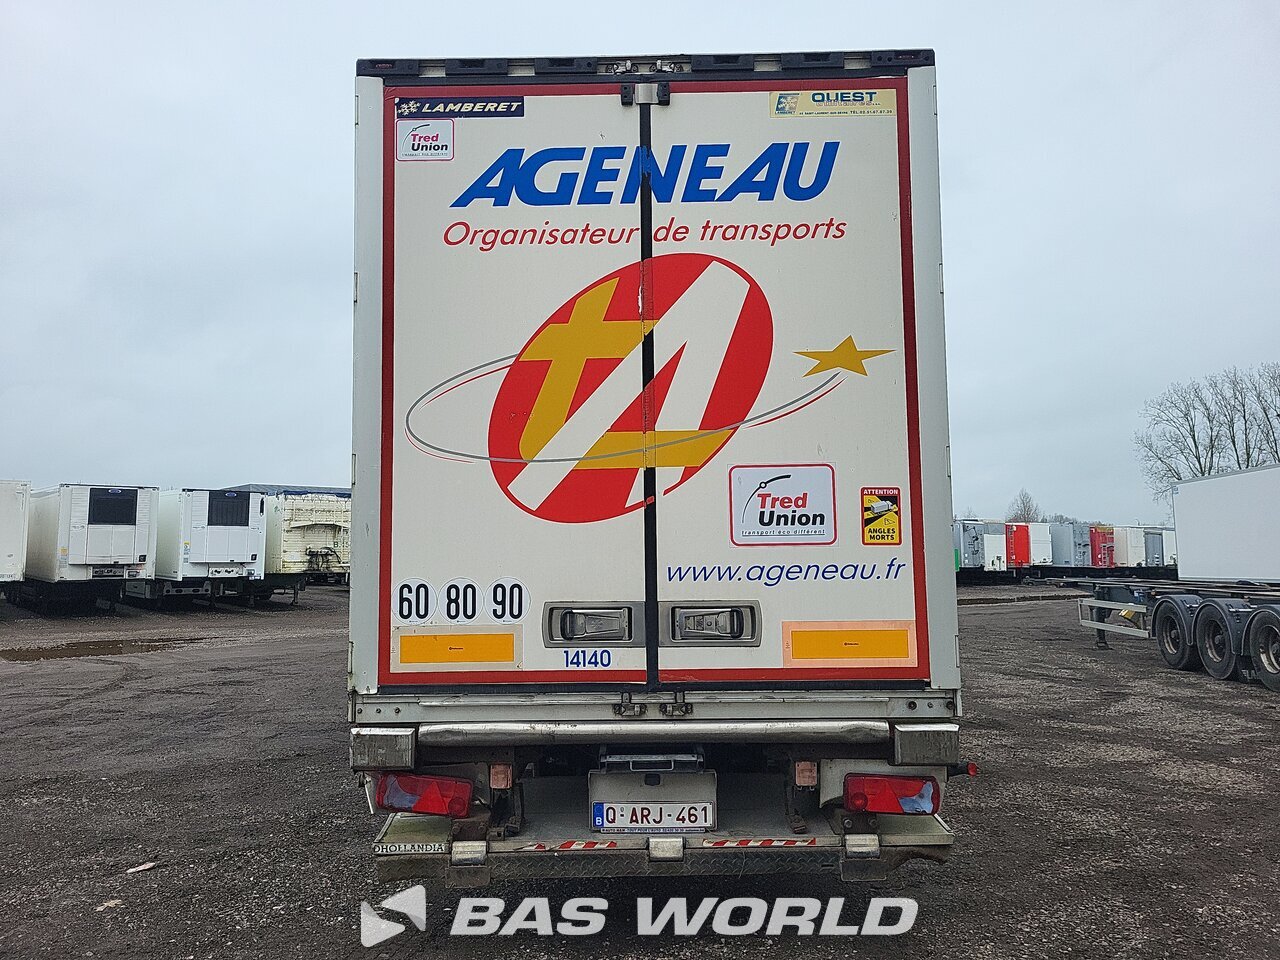 LAMBERET
OUEST
LAMBERET
Tred
Union
AGENEAU
Organisateur de transports
Tred
Union
transport éco différent
ATTENTION
ANGLES
MORTS
www.ageneau.fr
60 80 90
14140
B Q-ARJ-461
DHOLLANDIA
BAS WORLD